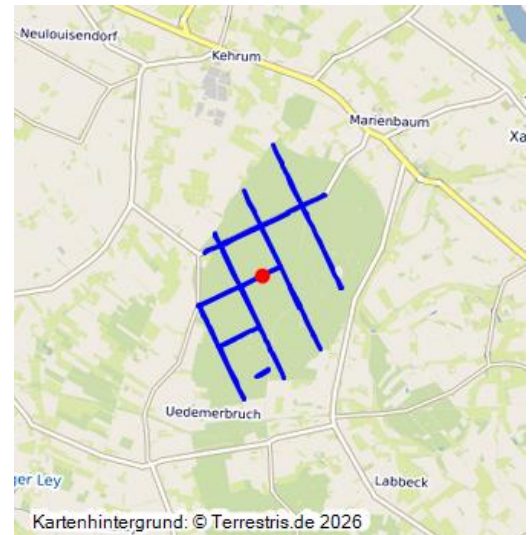 Neulouisendorf
Kehrum
Marienbaum
Xa
Uedemerbruch
ger Ley
Labbeck
Kartenhintergrund: © Terrestris.de 2026